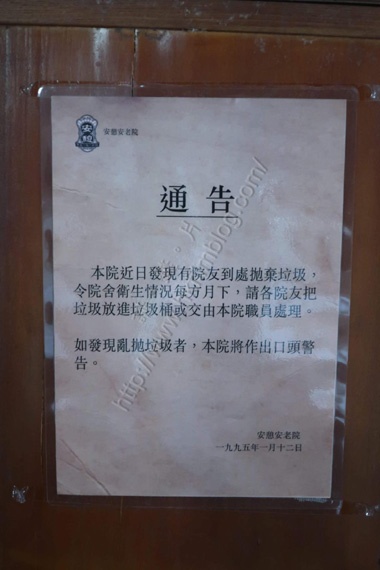 安憩安老院
通告
本院近日發現有院友到處拋棄垃圾，
令院舍衛生情況每方月下，請各院友把
垃圾放進垃圾桶或交由本院職員處理。
如發現亂拋垃圾者，本院將作出口頭警
告。
安憩安老院
一九九五年一月十二日